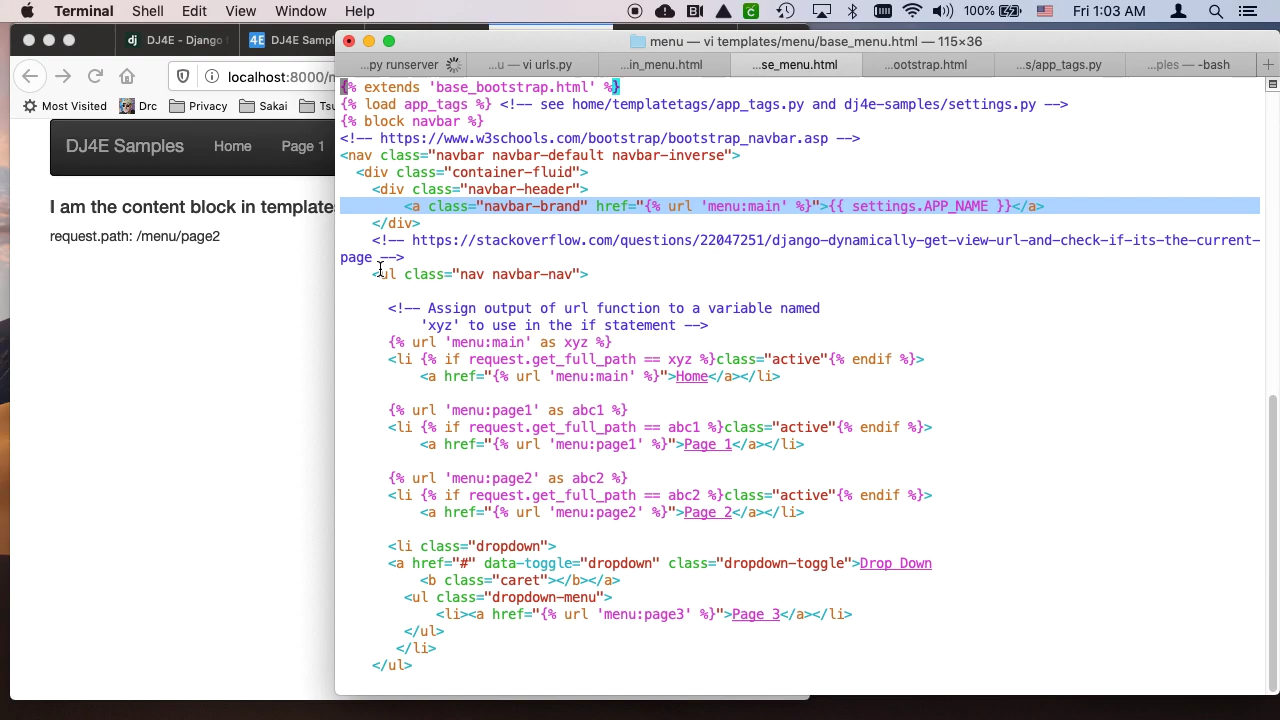 Terminal Shell Edit View Window Help 100% Fri 1:03 AM
DJ4E - Django
DJ4E Sampl
menu — vi templates/menu/base_menu.html — 115×36
...py runserver ...u — vi urls.py ...in_menu.html ...se_menu.html ...ootstrap.html ...s/app_tags.py ...ples — -bash
localhost:8000/m
Most Visited Drc Privacy Sakai Tsu
DJ4E Samples Home Page 1
I am the content block in template
request.path: /menu/page2
{% extends 'base_bootstrap.html' %}
{% load app_tags %} <!-- see home/templatetags/app_tags.py and dj4e-samples/settings.py -->
{% block navbar %}
<!-- https://www.w3schools.com/bootstrap/bootstrap_navbar.asp -->
<nav class="navbar navbar-default navbar-inverse">
<div class="container-fluid">
<div class="navbar-header">
<a class="navbar-brand" href="{% url 'menu:main' %}">{{ settings.APP_NAME }}</a>
</div>
<!-- https://stackoverflow.com/questions/22047251/django-dynamically-get-view-url-and-check-if-its-the-current-
page -->
<ul class="nav navbar-nav">
<!-- Assign output of url function to a variable named
'xyz' to use in the if statement -->
{% url 'menu:main' as xyz %}
<li {% if request.get_full_path == xyz %}class="active"{% endif %}>
<a href="{% url 'menu:main' %}">Home</a></li>
{% url 'menu:page1' as abc1 %}
<li {% if request.get_full_path == abc1 %}class="active"{% endif %}>
<a href="{% url 'menu:page1' %}">Page 1</a></li>
{% url 'menu:page2' as abc2 %}
<li {% if request.get_full_path == abc2 %}class="active"{% endif %}>
<a href="{% url 'menu:page2' %}">Page 2</a></li>
<li class="dropdown">
<a href="#" data-toggle="dropdown" class="dropdown-toggle">Drop Down
<b class="caret"></b></a>
<ul class="dropdown-menu">
<li><a href="{% url 'menu:page3' %}">Page 3</a></li>
</ul>
</li>
</ul>